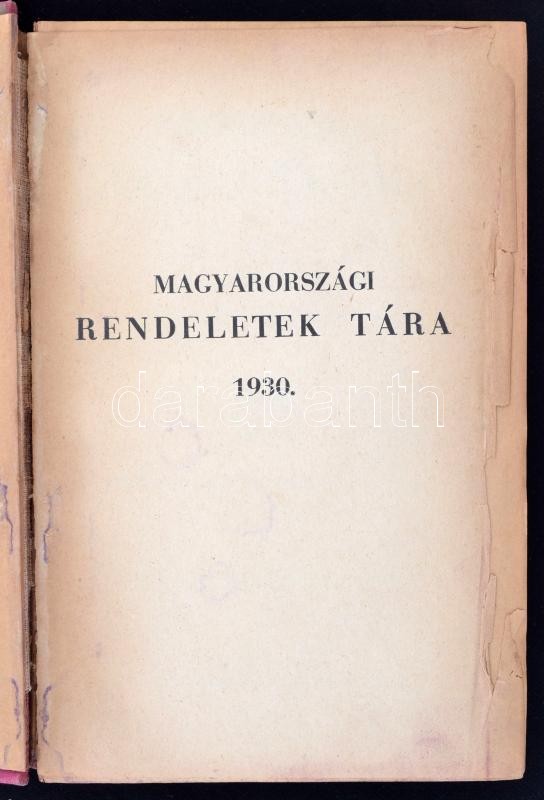 MAGYARORSZÁGI
RENDELETEK TÁRA
1930.
darabanth